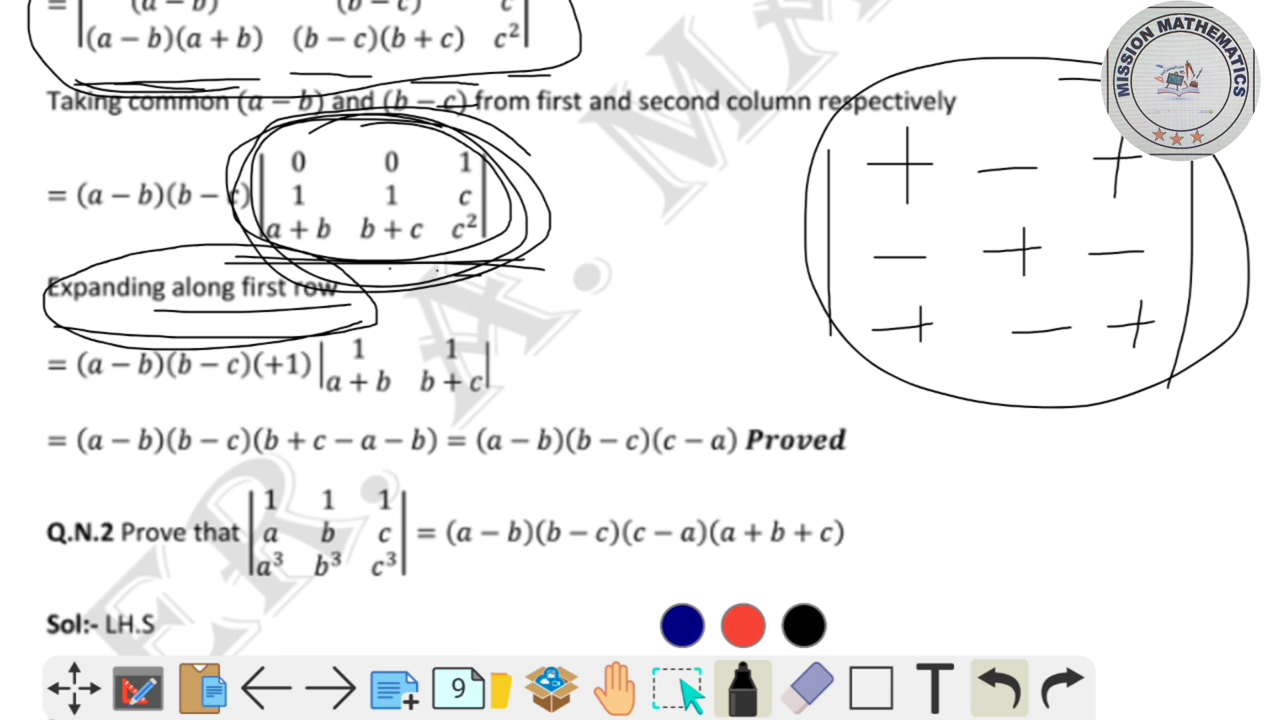 = | (a − b) (b − c) c
|(a − b)(a + b) (b − c)(b + c) c²|
Taking common (a − b) and (b − c) from first and second column respectively
| 0 0 1 |
= (a − b)(b − c) | 1 1 c |
| a + b b + c c² |
Expanding along first row
= (a − b)(b − c)(+1) | 1 1 |
| a + b b + c |
= (a − b)(b − c)(b + c − a − b) = (a − b)(b − c)(c − a) Proved
| 1 1 1 |
Q.N.2 Prove that | a b c | = (a − b)(b − c)(c − a)(a + b + c)
| a³ b³ c³ |
Sol:- LH.S
+ − +
− + −
+ − +
MISSION MATHEMATICS
ER. A. M
9
T